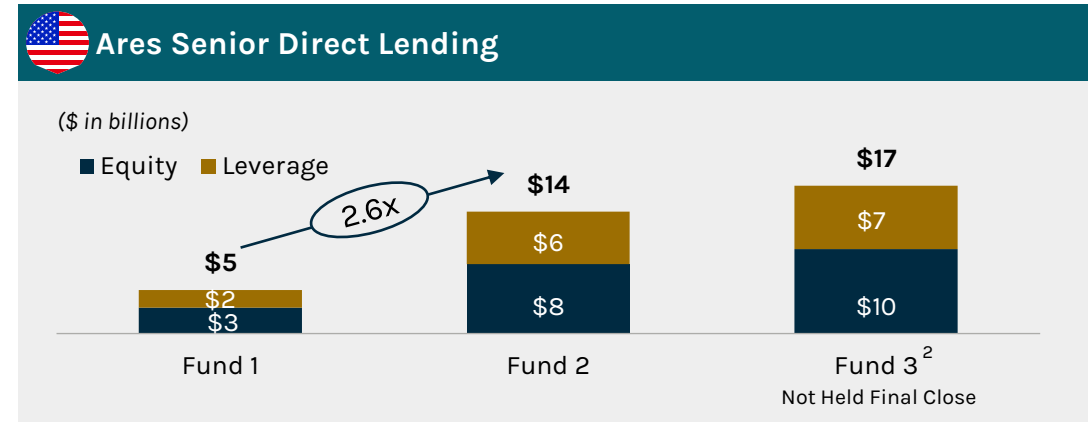 Ares Senior Direct Lending
($ in billions)
Equity Leverage
2.6x
$5
$2
$3
$14
$6
$8
$17
$7
$10
Fund 1
Fund 2
Fund 3 2
Not Held Final Close